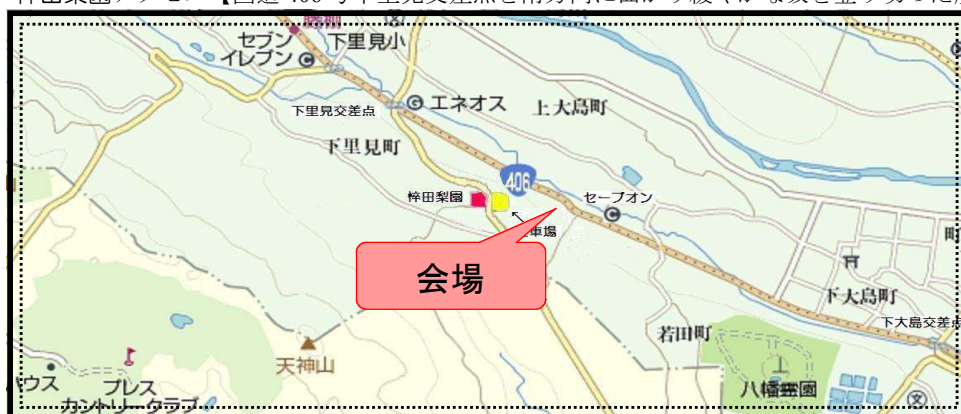 セブン
イレブン
下里見小
エネオス
上大島町
下里見交差点
下里見町
406
梨園
セーブオン
車場
会場
町
下大島町
下大島交差点
若田町
天神山
八幡霊園
ウス
プレス
カントリークラブ
文